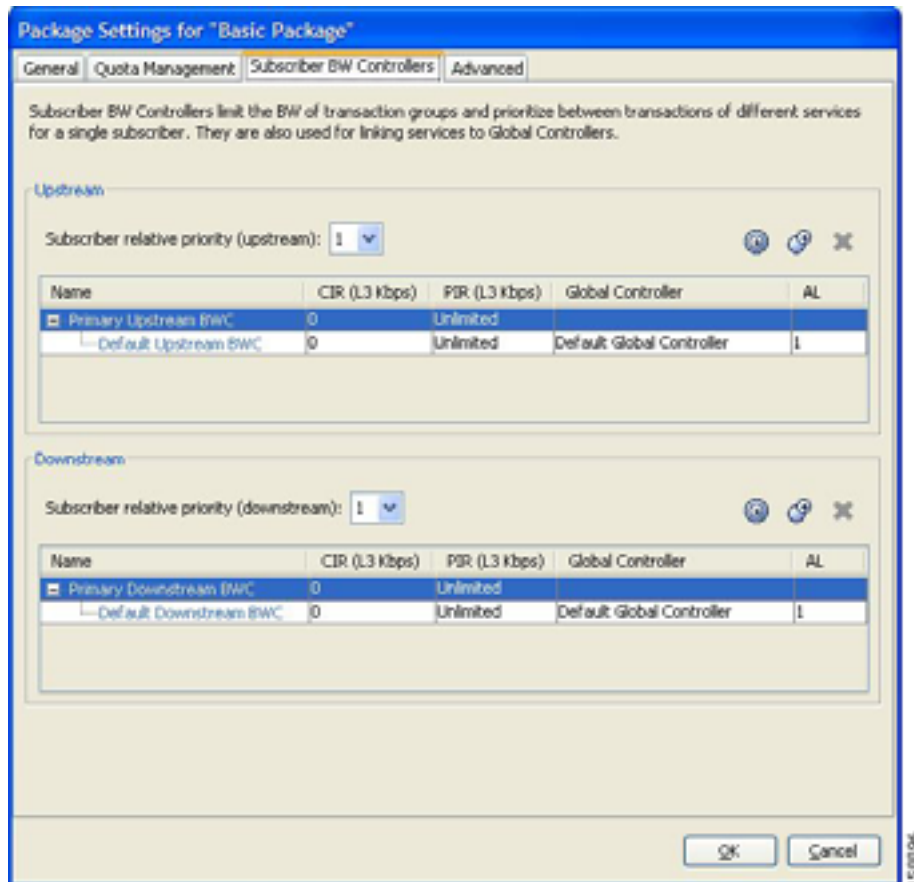 Package Settings for "Basic Package"
General Quota Management Subscriber BW Controllers Advanced
Subscriber BW Controllers limit the BW of transaction groups and prioritize between transactions of different services
for a single subscriber. They are also used for linking services to Global Controllers.
Upstream
Subscriber relative priority (upstream): 1
Name CIR (L3 Kbps) PIR (L3 Kbps) Global Controller AL
Primary Upstream BWC 0 Unlimited
Default Upstream BWC 0 Unlimited Default Global Controller 1
Downstream
Subscriber relative priority (downstream): 1
Name CIR (L3 Kbps) PIR (L3 Kbps) Global Controller AL
Primary Downstream BWC 0 Unlimited
Default Downstream BWC 0 Unlimited Default Global Controller 1
OK Cancel